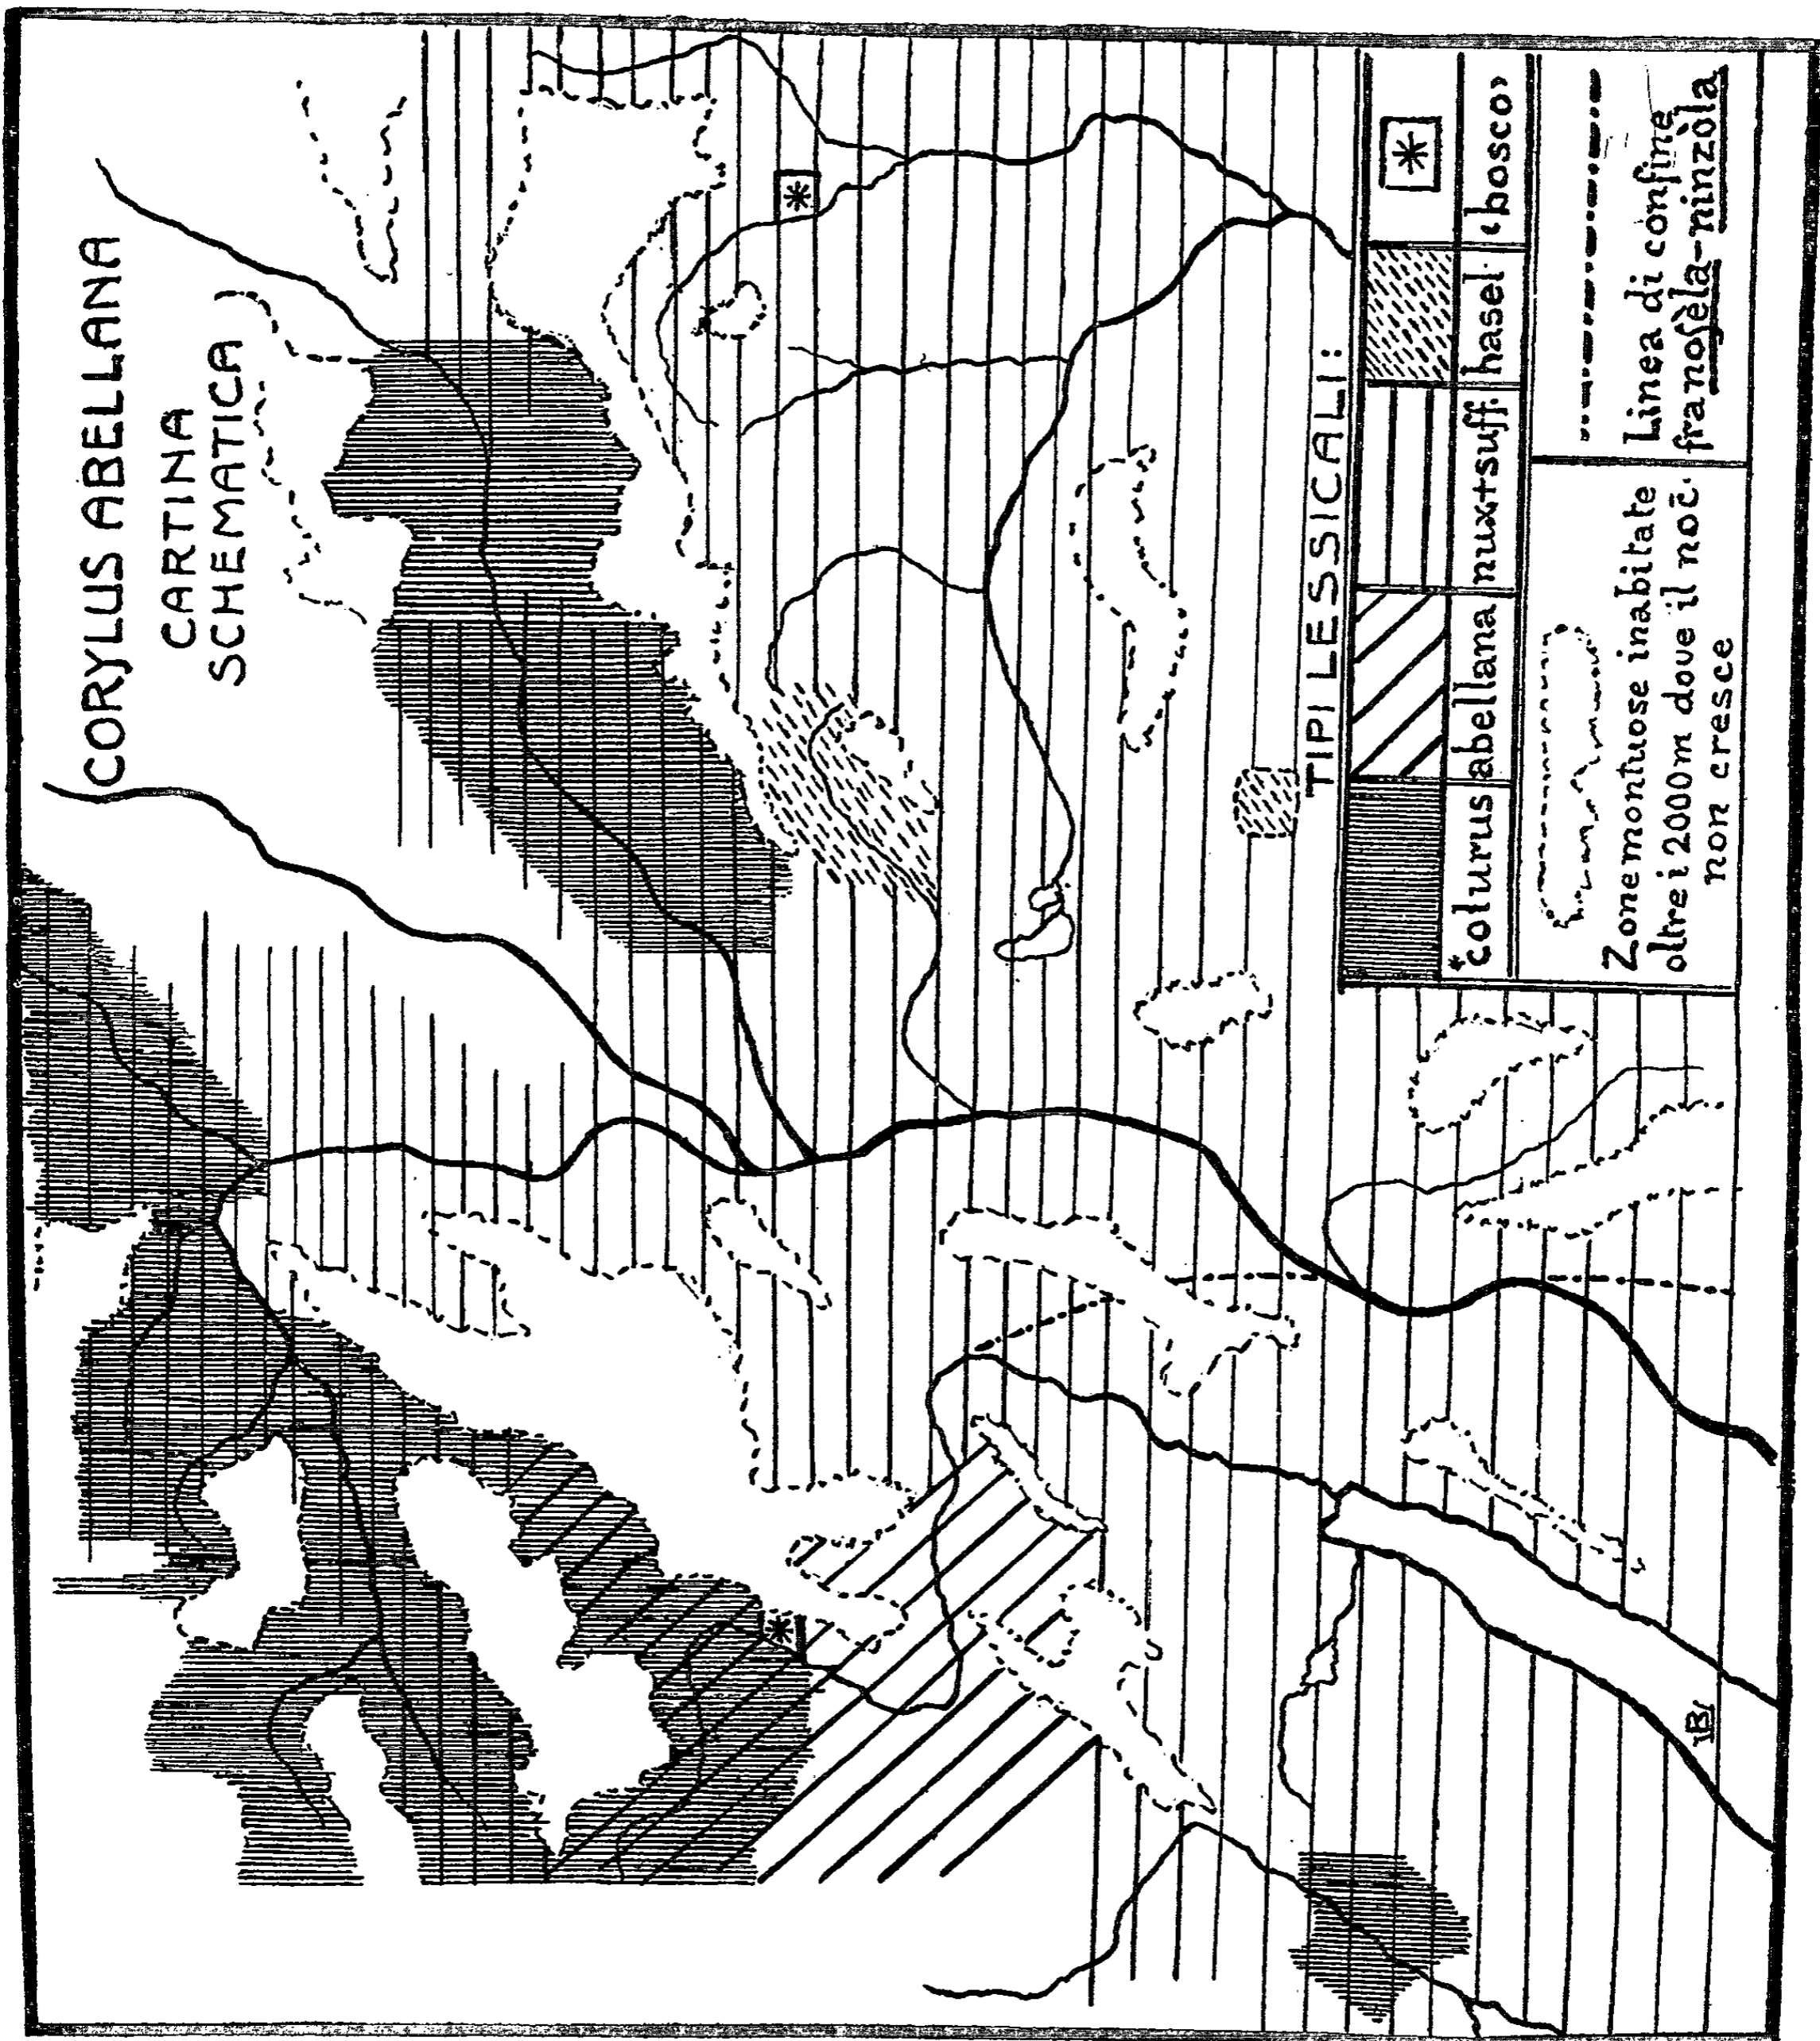 CORYLUS ABELLANA
CARTINA
SCHEMATICA
*
*
TIPI LESSICALI:
*
*colurus
abellana
nux+suff.
hasel
‹bosco›
Zone montuose inabitate
oltre i 2000m dove il noč.
non cresce
Linea di confine
franoʃèla-ninzòla
B